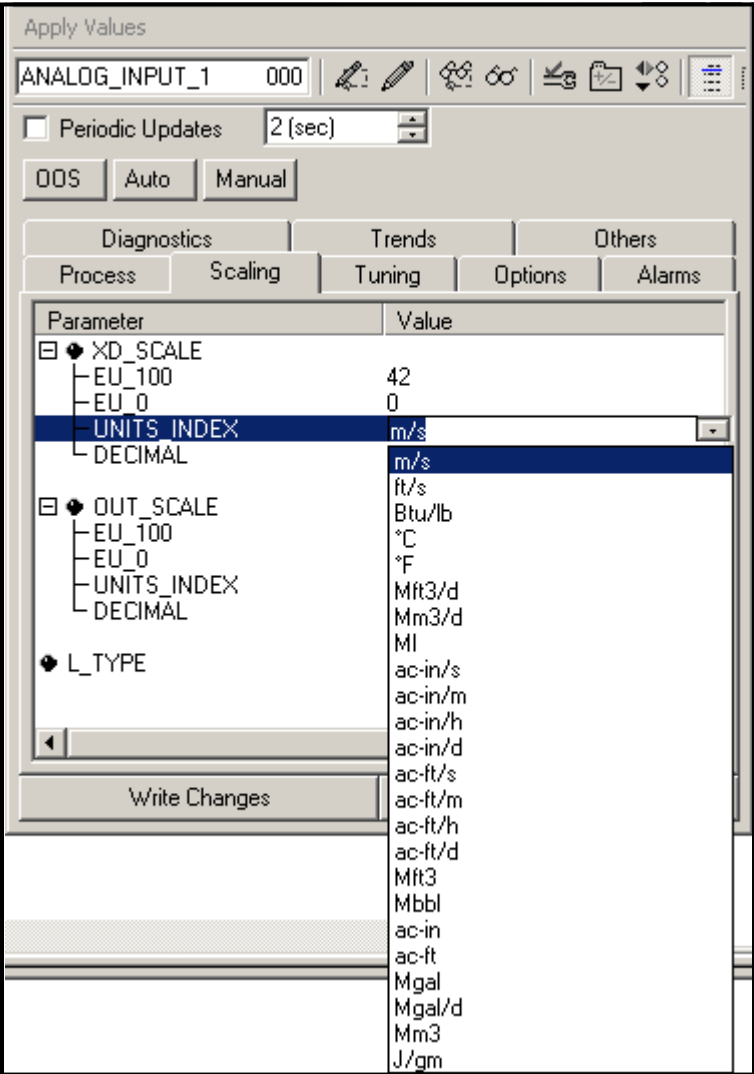 Apply Values
ANALOG_INPUT_1 000
Periodic Updates 2 (sec)
OOS Auto Manual
Diagnostics Trends Others
Process Scaling Tuning Options Alarms
Parameter Value
XD_SCALE
EU_100 42
EU_0 0
UNITS_INDEX m/s
DECIMAL
OUT_SCALE
EU_100
EU_0
UNITS_INDEX
DECIMAL
L_TYPE
m/s
ft/s
Btu/lb
°C
°F
Mft3/d
Mm3/d
Ml
ac-in/s
ac-in/m
ac-in/h
ac-in/d
ac-ft/s
ac-ft/m
ac-ft/h
ac-ft/d
Mft3
Mbbl
ac-in
ac-ft
Mgal
Mgal/d
Mm3
J/gm
Write Changes